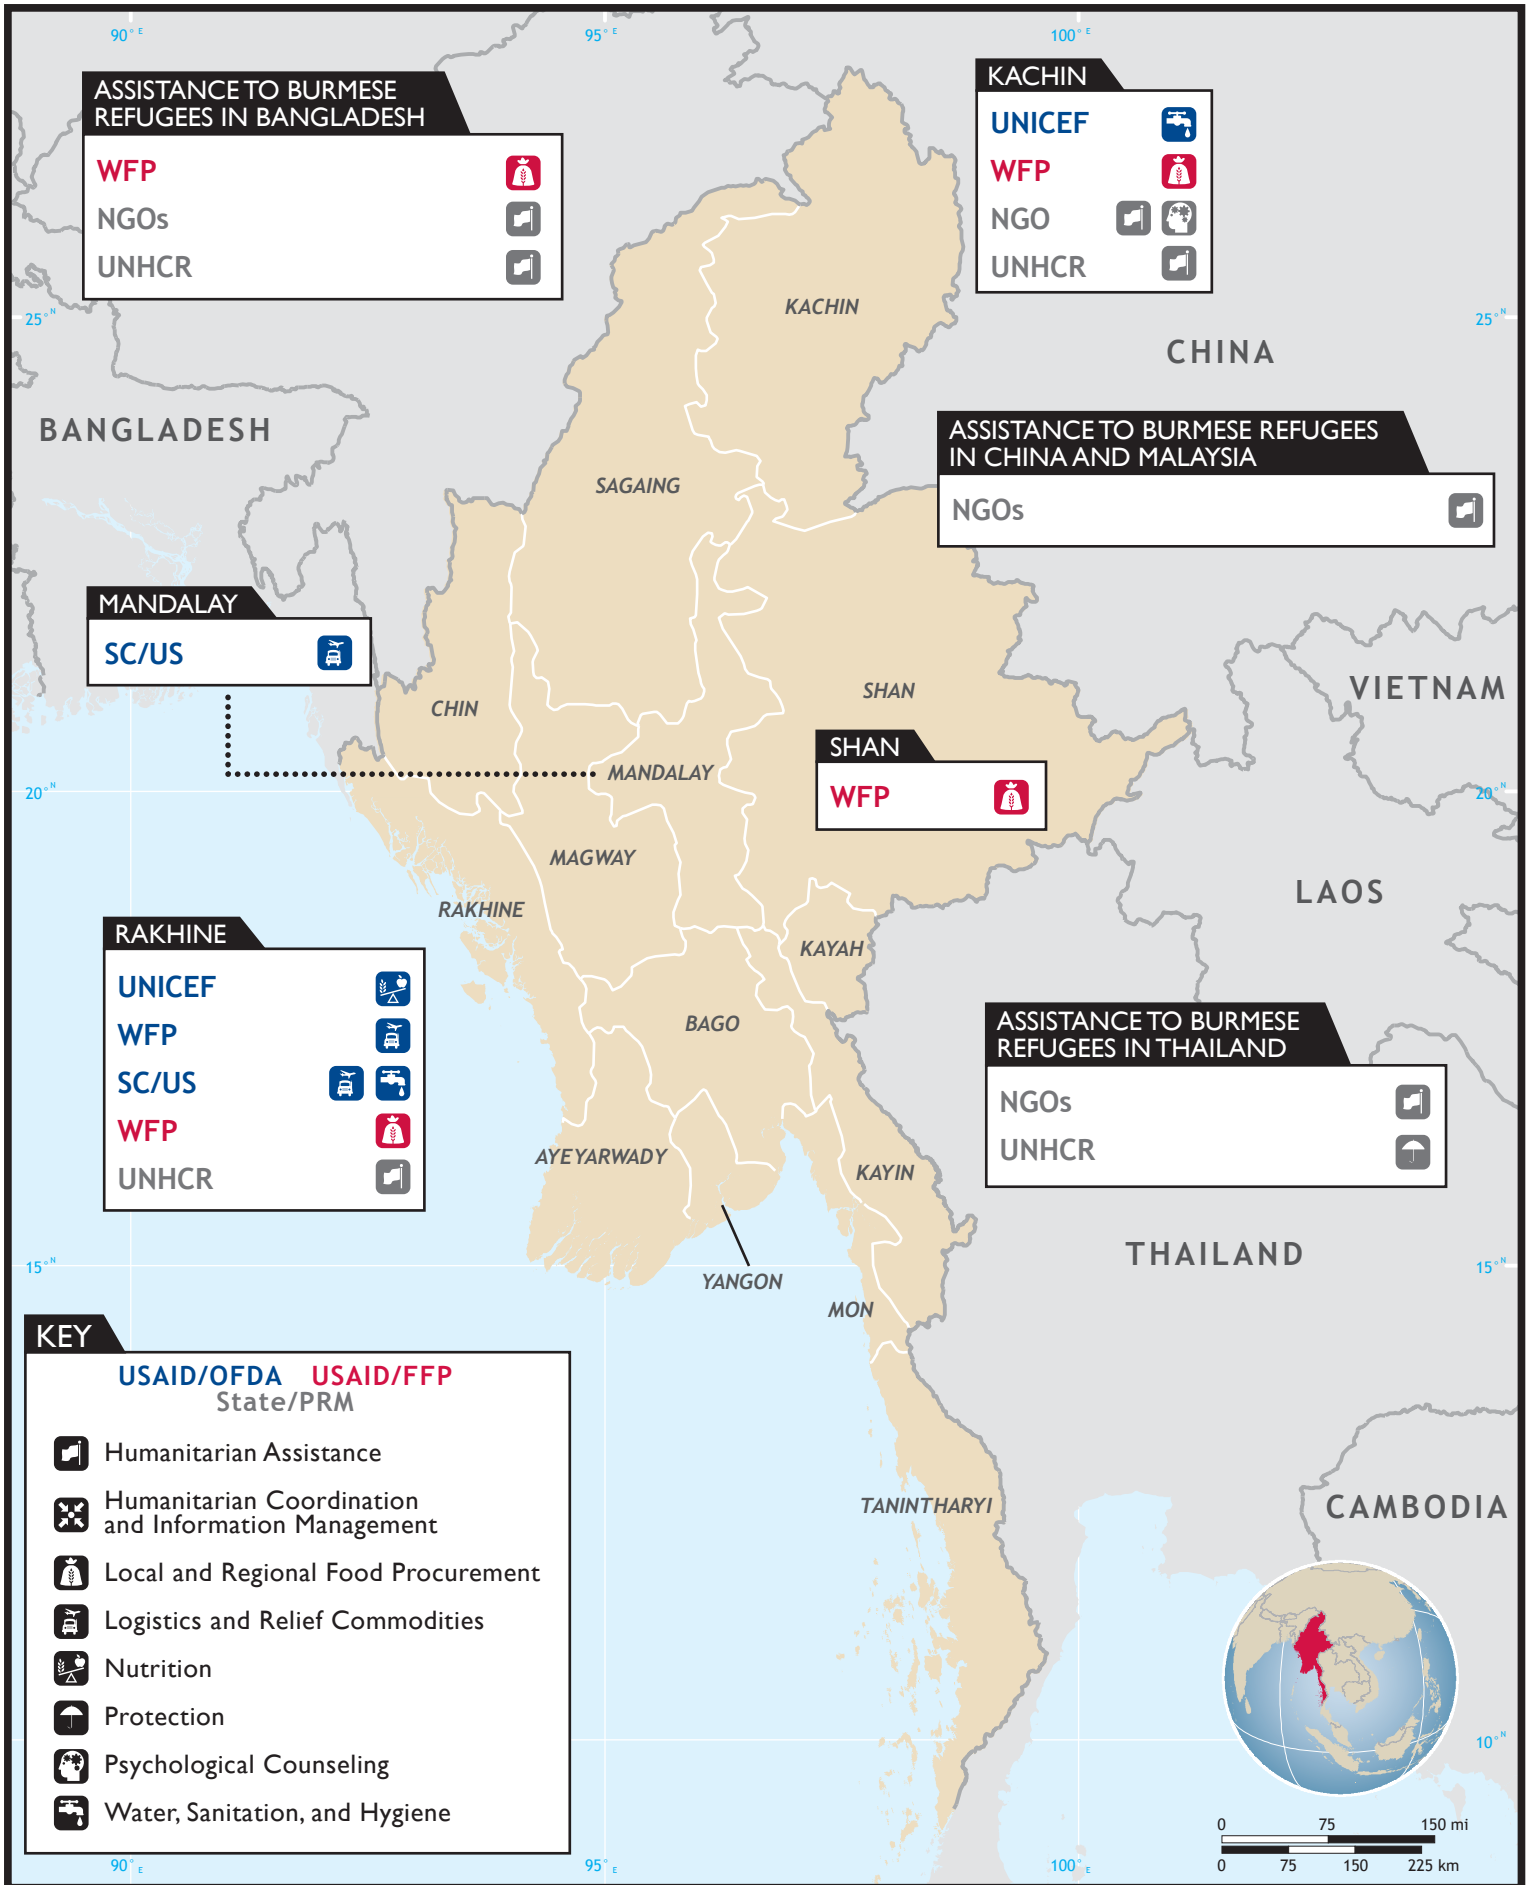 90° E
95° E
100° E
ASSISTANCE TO BURMESE
REFUGEES IN BANGLADESH
WFP
NGOs
UNHCR
KACHIN
UNICEF
WFP
NGO
UNHCR
KACHIN
25° N
25° N
CHINA
BANGLADESH
ASSISTANCE TO BURMESE REFUGEES
IN CHINA AND MALAYSIA
NGOs
SAGAING
MANDALAY
SC/US
CHIN
SHAN
VIETNAM
SHAN
WFP
MANDALAY
20° N
20° N
MAGWAY
LAOS
RAKHINE
RAKHINE
UNICEF
WFP
SC/US
WFP
UNHCR
KAYAH
BAGO
ASSISTANCE TO BURMESE
REFUGEES IN THAILAND
NGOs
UNHCR
AYEYARWADY
KAYIN
THAILAND
15° N
15° N
YANGON
MON
KEY
USAID/OFDA USAID/FFP
State/PRM
Humanitarian Assistance
Humanitarian Coordination
and Information Management
Local and Regional Food Procurement
Logistics and Relief Commodities
Nutrition
Protection
Psychological Counseling
Water, Sanitation, and Hygiene
TANINTHARYI
CAMBODIA
10° N
0 75 150 mi
0 75 150 225 km
90° E
95° E
100° E